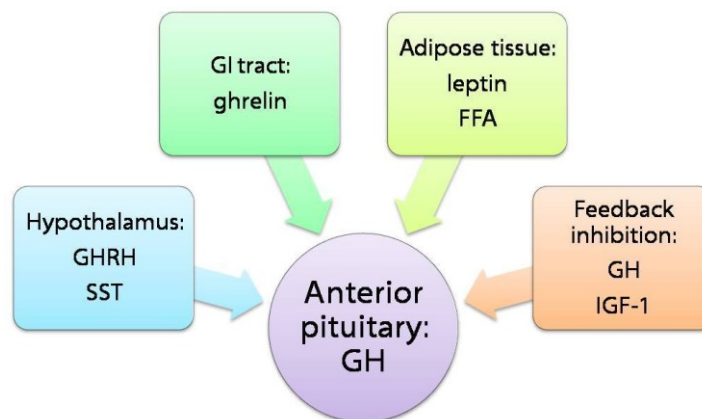 GI tract:
ghrelin
Adipose tissue:
leptin
FFA
Hypothalamus:
GHRH
SST
Feedback
inhibition:
GH
IGF-1
Anterior
pituitary:
GH